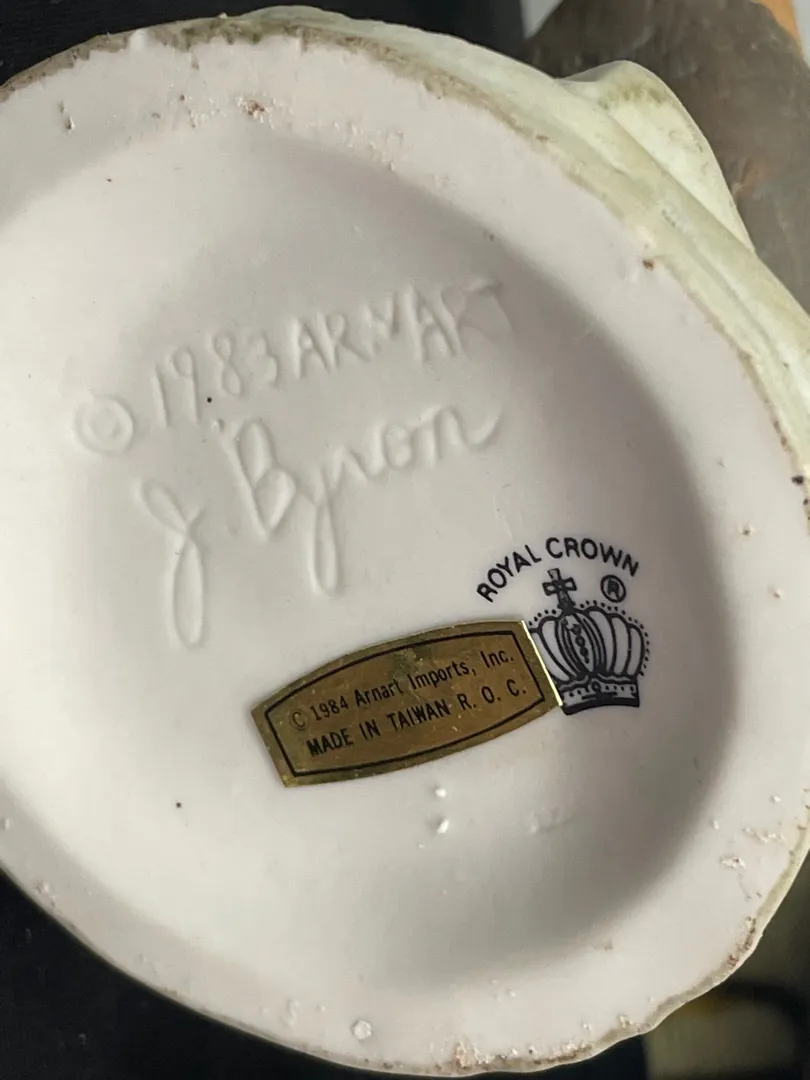 © 1983 ARNART
J Byron
ROYAL CROWN
®
© 1984 Arnart Imports, Inc.
MADE IN TAIWAN R. O. C.